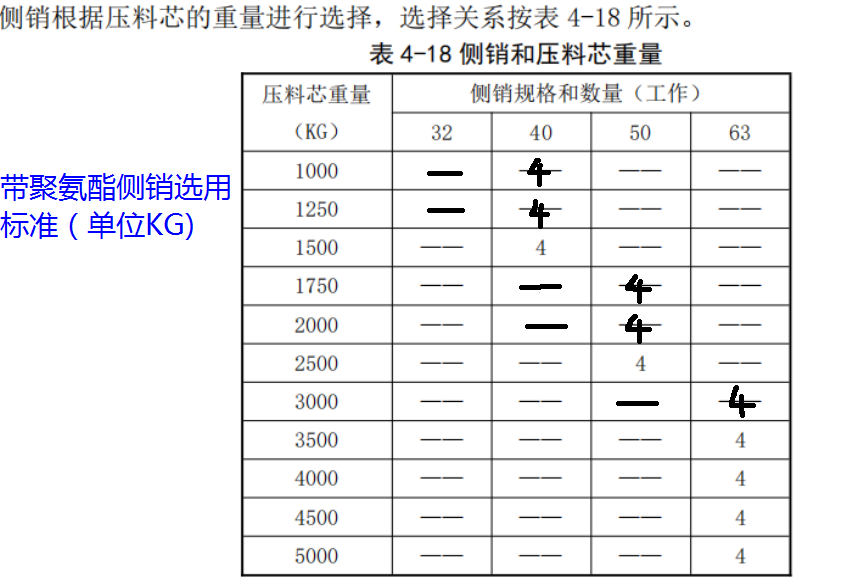 侧销根据压料芯的重量进行选择，选择关系按表 4-18 所示。
表 4-18 侧销和压料芯重量
压料芯重量（KG） 侧销规格和数量（工作）
32 40 50 63
带聚氨酯侧销选用
标准（单位KG)
1000 — 4 —— ——
1250 — 4 —— ——
1500 —— 4 —— ——
1750 —— — 4 ——
2000 —— — 4 ——
2500 —— —— 4 ——
3000 —— —— — 4
3500 —— —— —— 4
4000 —— —— —— 4
4500 —— —— —— 4
5000 —— —— —— 4